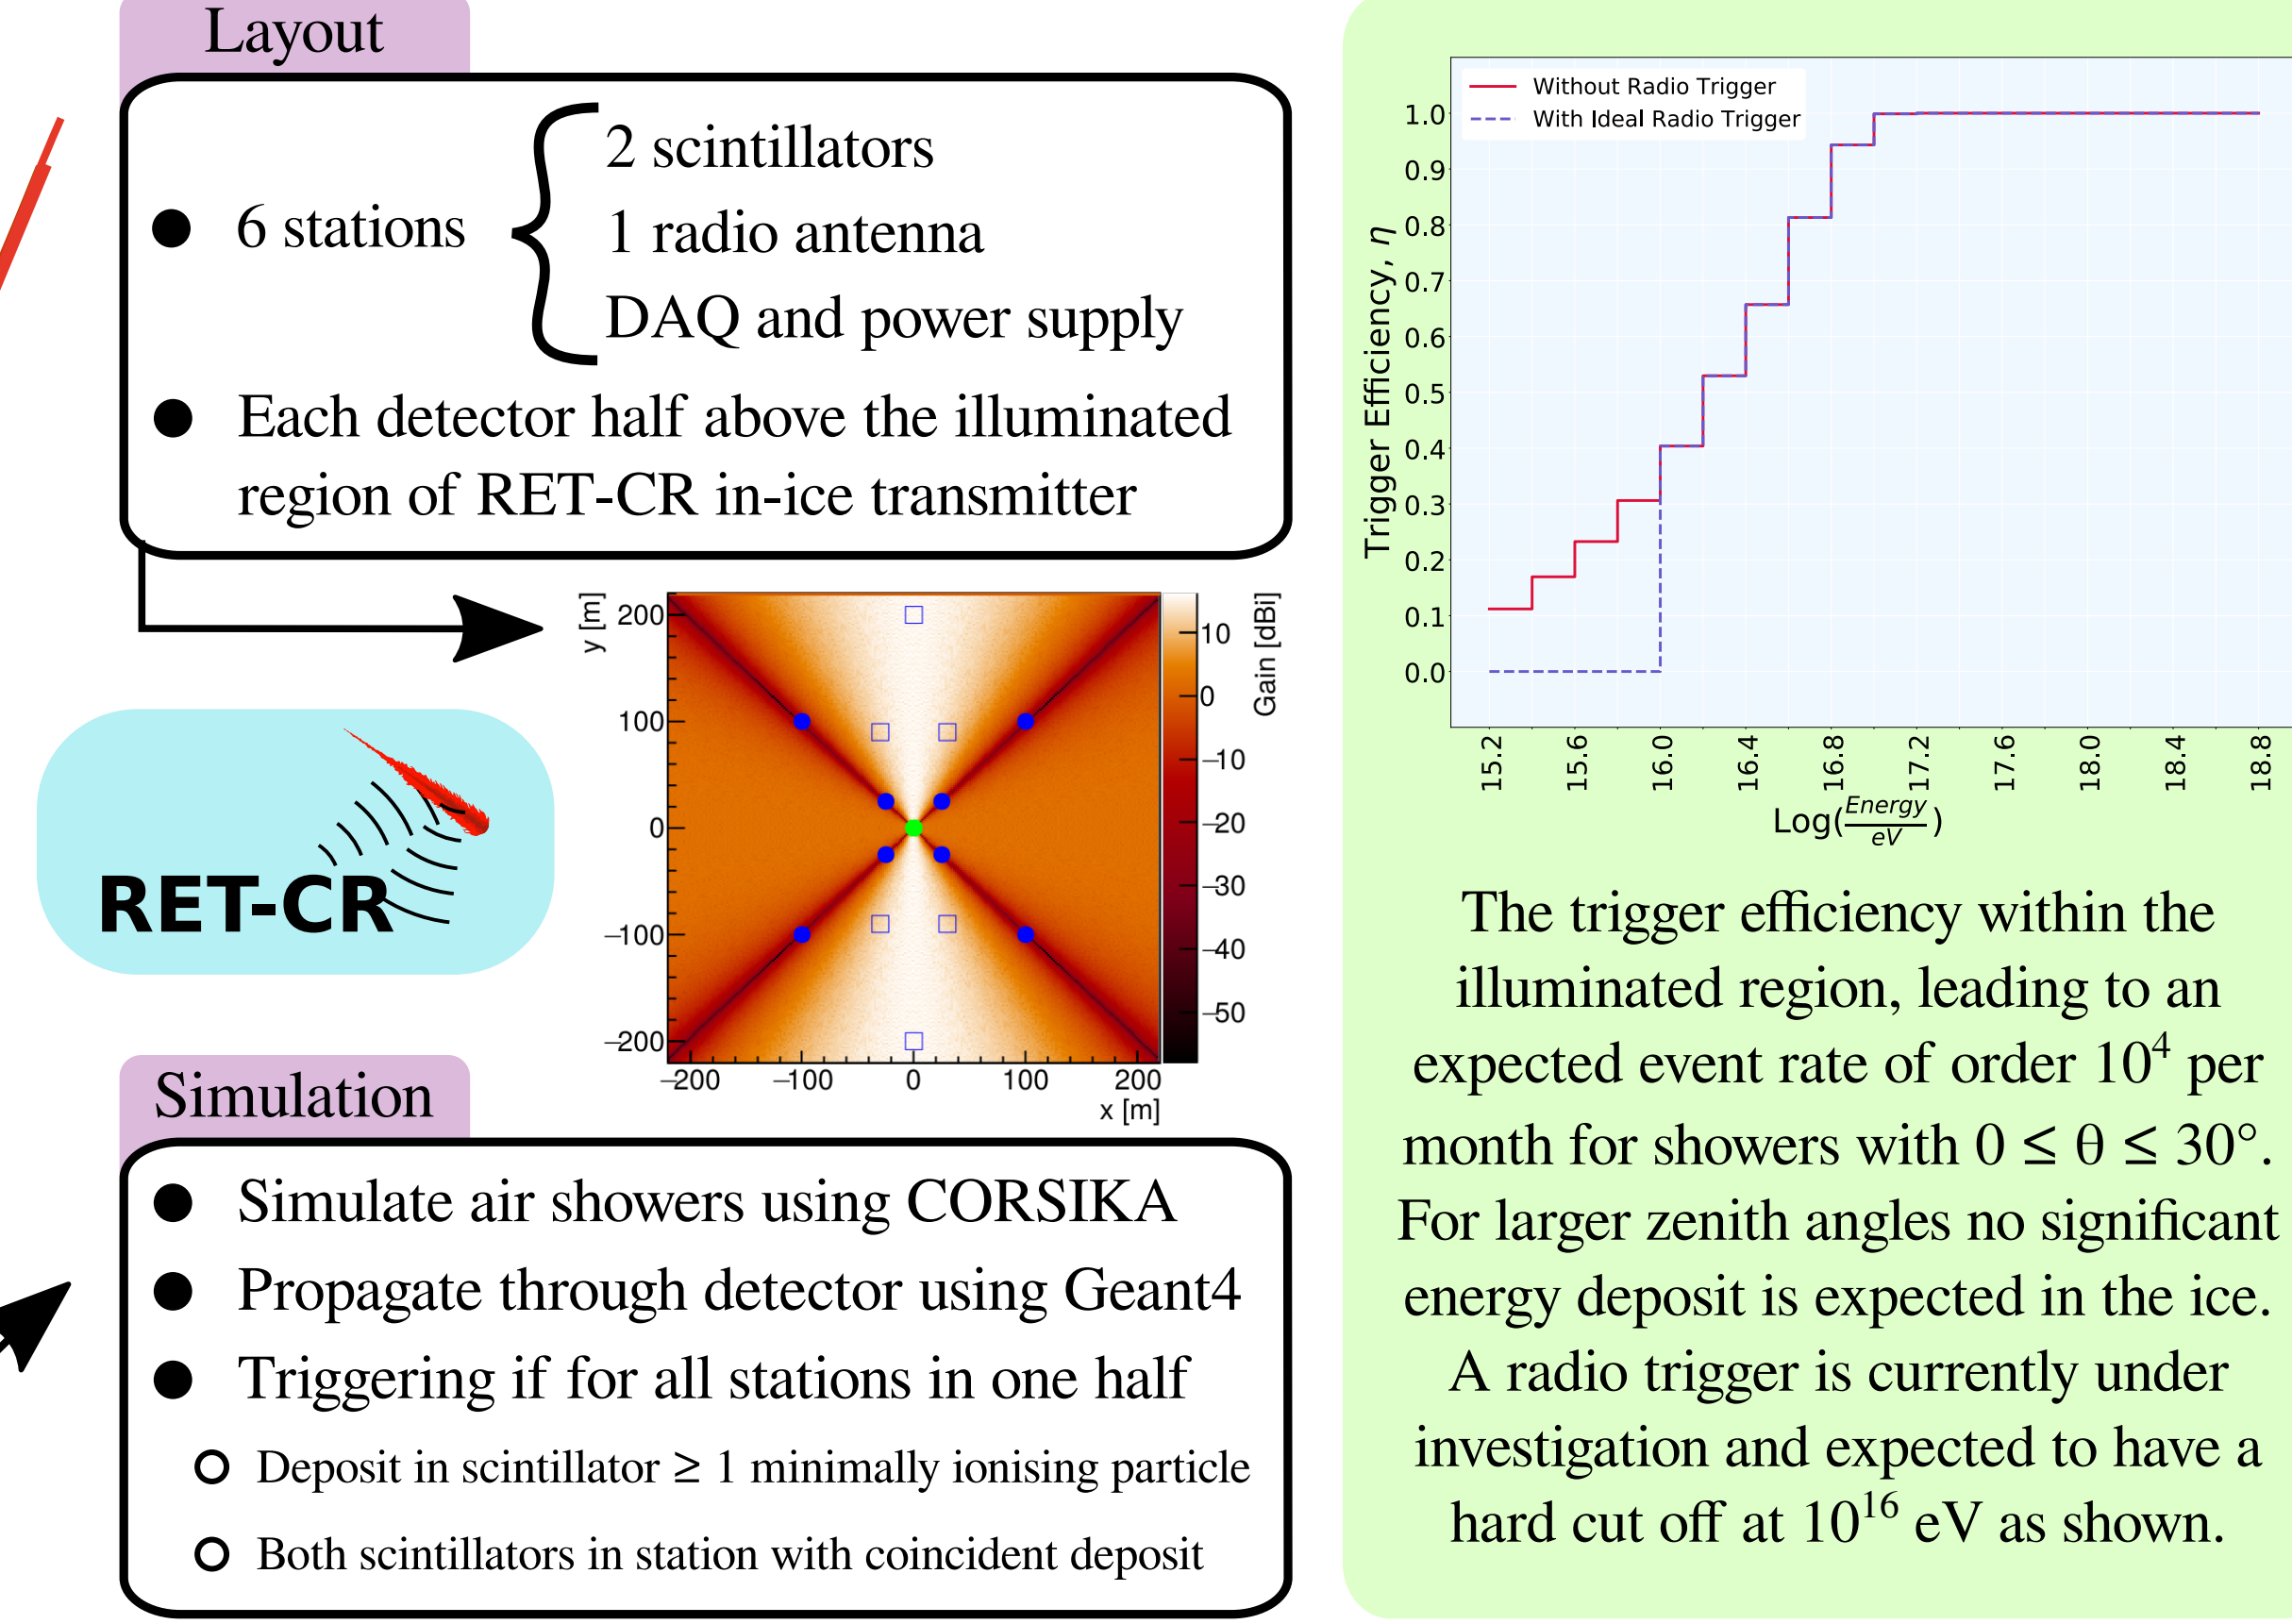 Layout
6 stations
2 scintillators
1 radio antenna
DAQ and power supply
Each detector half above the illuminated
region of RET-CR in-ice transmitter
y [m]
200
100
0
−100
−200
−200 −100 0 100 200
x [m]
10
0
−10
−20
−30
−40
−50
Gain [dBi]
RET-CR
Simulation
Simulate air showers using CORSIKA
Propagate through detector using Geant4
Triggering if for all stations in one half
Deposit in scintillator ≥ 1 minimally ionising particle
Both scintillators in station with coincident deposit
Without Radio Trigger
With Ideal Radio Trigger
Trigger Efficiency, η
1.0
0.9
0.8
0.7
0.6
0.5
0.4
0.3
0.2
0.1
0.0
15.2 15.6 16.0 16.4 16.8 17.2 17.6 18.0 18.4 18.8
Log(Energy/eV)
The trigger efficiency within the
illuminated region, leading to an
expected event rate of order 10⁴ per
month for showers with 0 ≤ θ ≤ 30°.
For larger zenith angles no significant
energy deposit is expected in the ice.
A radio trigger is currently under
investigation and expected to have a
hard cut off at 10¹⁶ eV as shown.